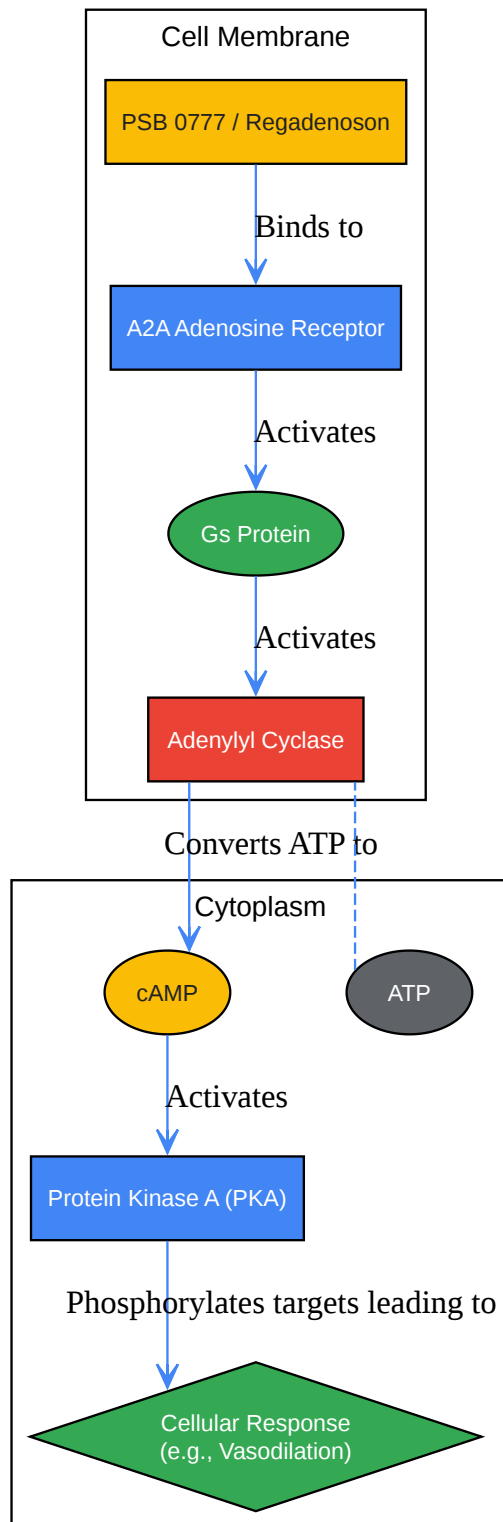 Cell Membrane
PSB 0777 / Regadenoson
Binds to
A2A Adenosine Receptor
Activates
Gs Protein
Activates
Adenylyl Cyclase
Converts ATP to
Cytoplasm
cAMP
ATP
Activates
Protein Kinase A (PKA)
Phosphorylates targets leading to
Cellular Response
(e.g., Vasodilation)